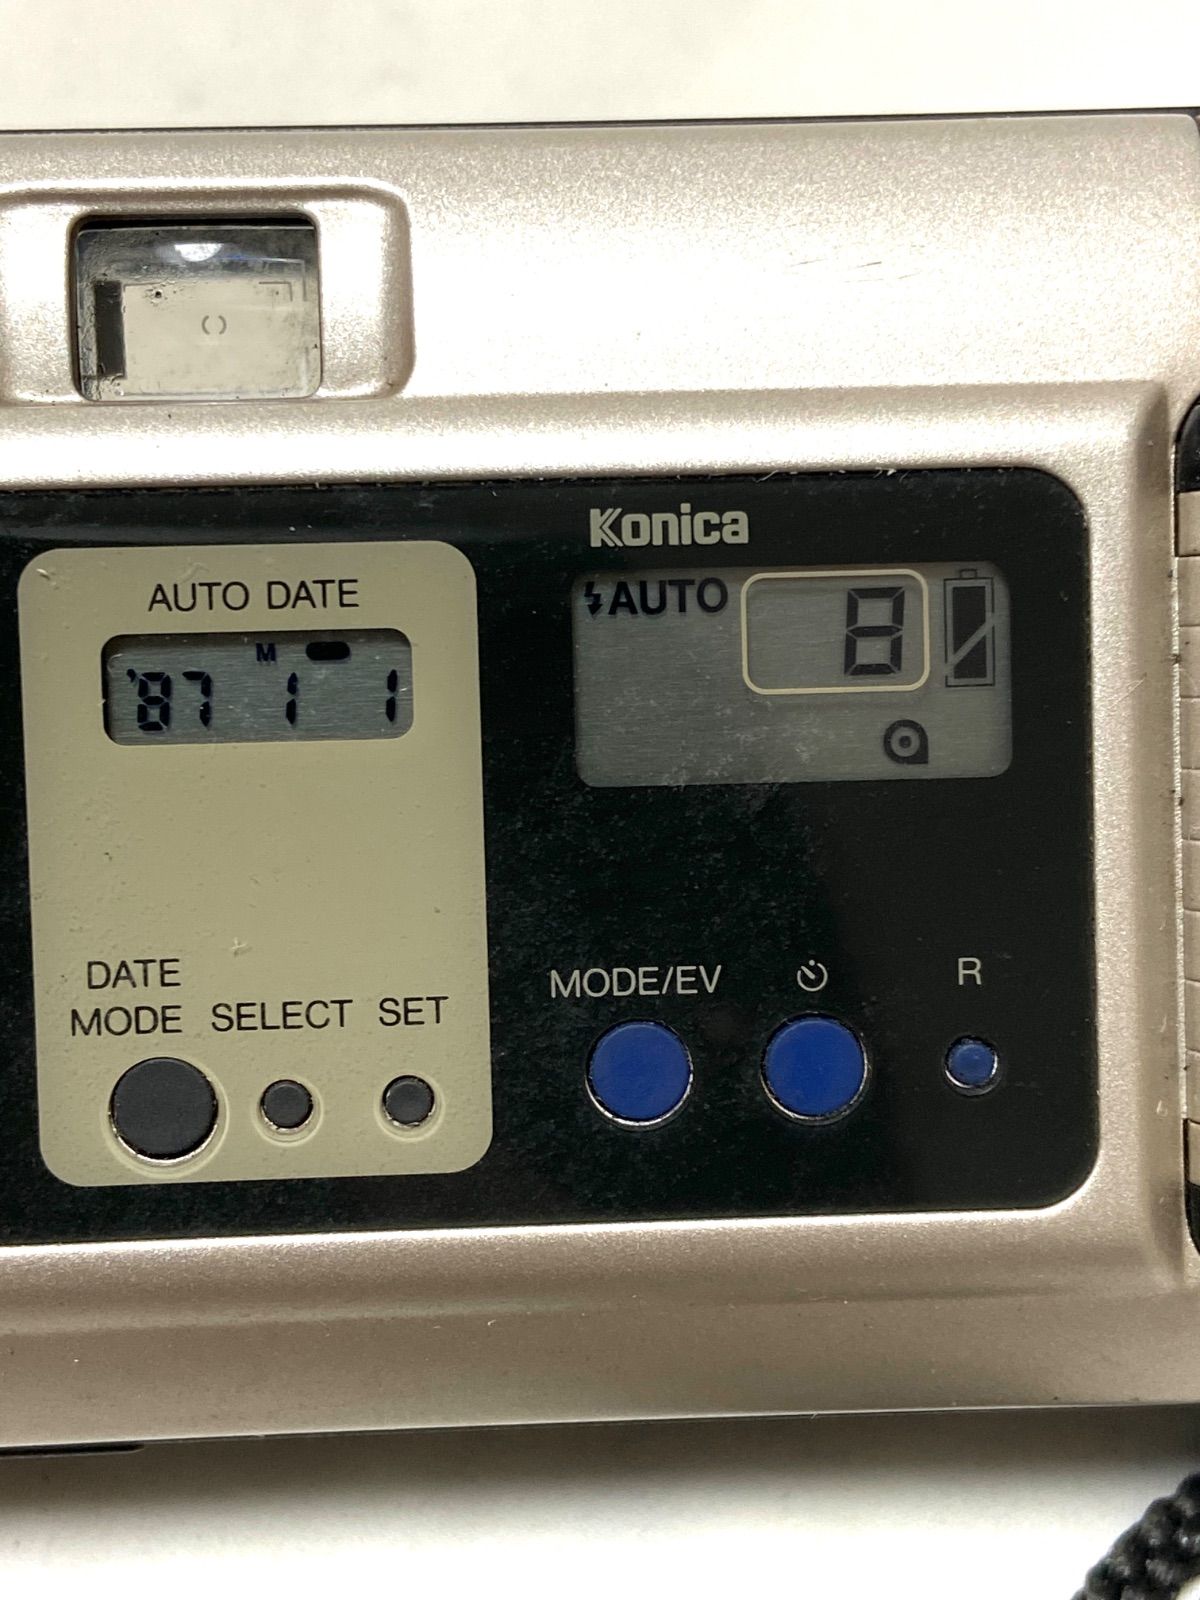 Konica
AUTO DATE
M
'87 1 1
AUTO 8
DATE
MODE SELECT SET
MODE/EV R